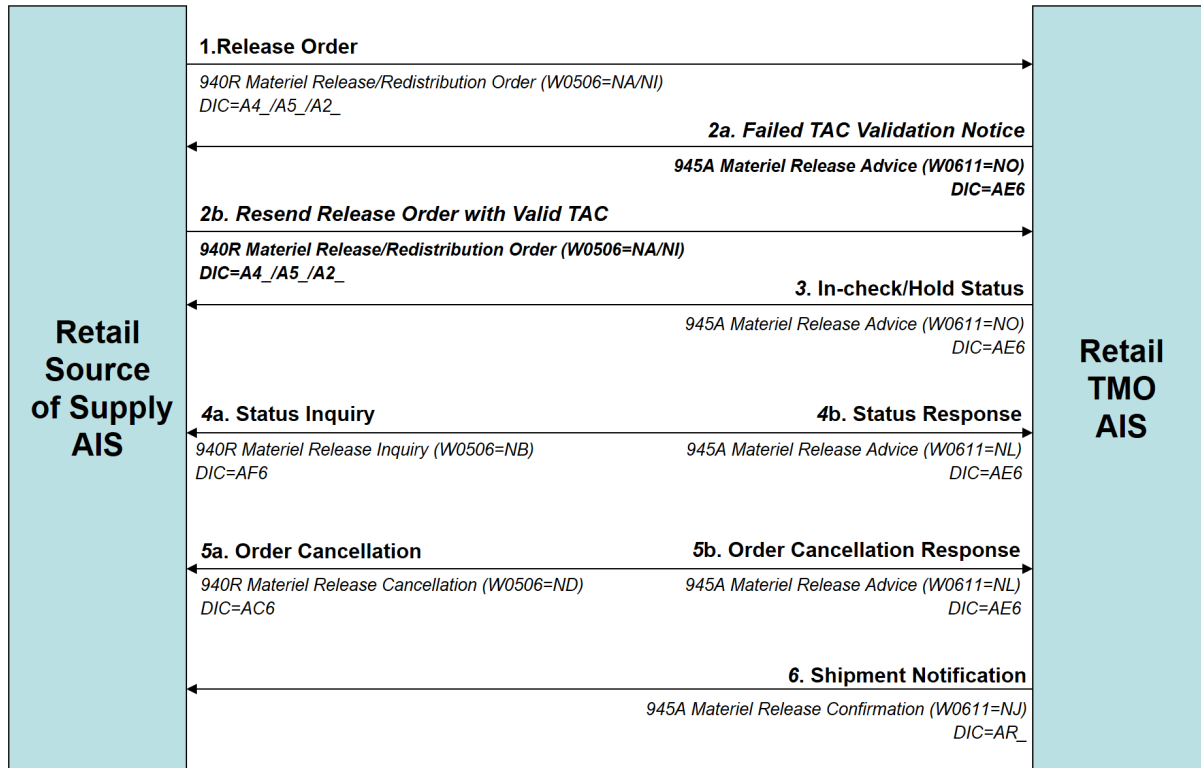 1.Release Order
940R Materiel Release/Redistribution Order (W0506=NA/NI)
DIC=A4_/A5_/A2_
2a. Failed TAC Validation Notice
945A Materiel Release Advice (W0611=NO)
DIC=AE6
2b. Resend Release Order with Valid TAC
940R Materiel Release/Redistribution Order (W0506=NA/NI)
DIC=A4_/A5_/A2_
3. In-check/Hold Status
945A Materiel Release Advice (W0611=NO)
DIC=AE6
Retail
Source
of Supply
AIS
Retail
TMO
AIS
4a. Status Inquiry
940R Materiel Release Inquiry (W0506=NB)
DIC=AF6
4b. Status Response
945A Materiel Release Advice (W0611=NL)
DIC=AE6
5a. Order Cancellation
940R Materiel Release Cancellation (W0506=ND)
DIC=AC6
5b. Order Cancellation Response
945A Materiel Release Advice (W0611=NL)
DIC=AE6
6. Shipment Notification
945A Materiel Release Confirmation (W0611=NJ)
DIC=AR_